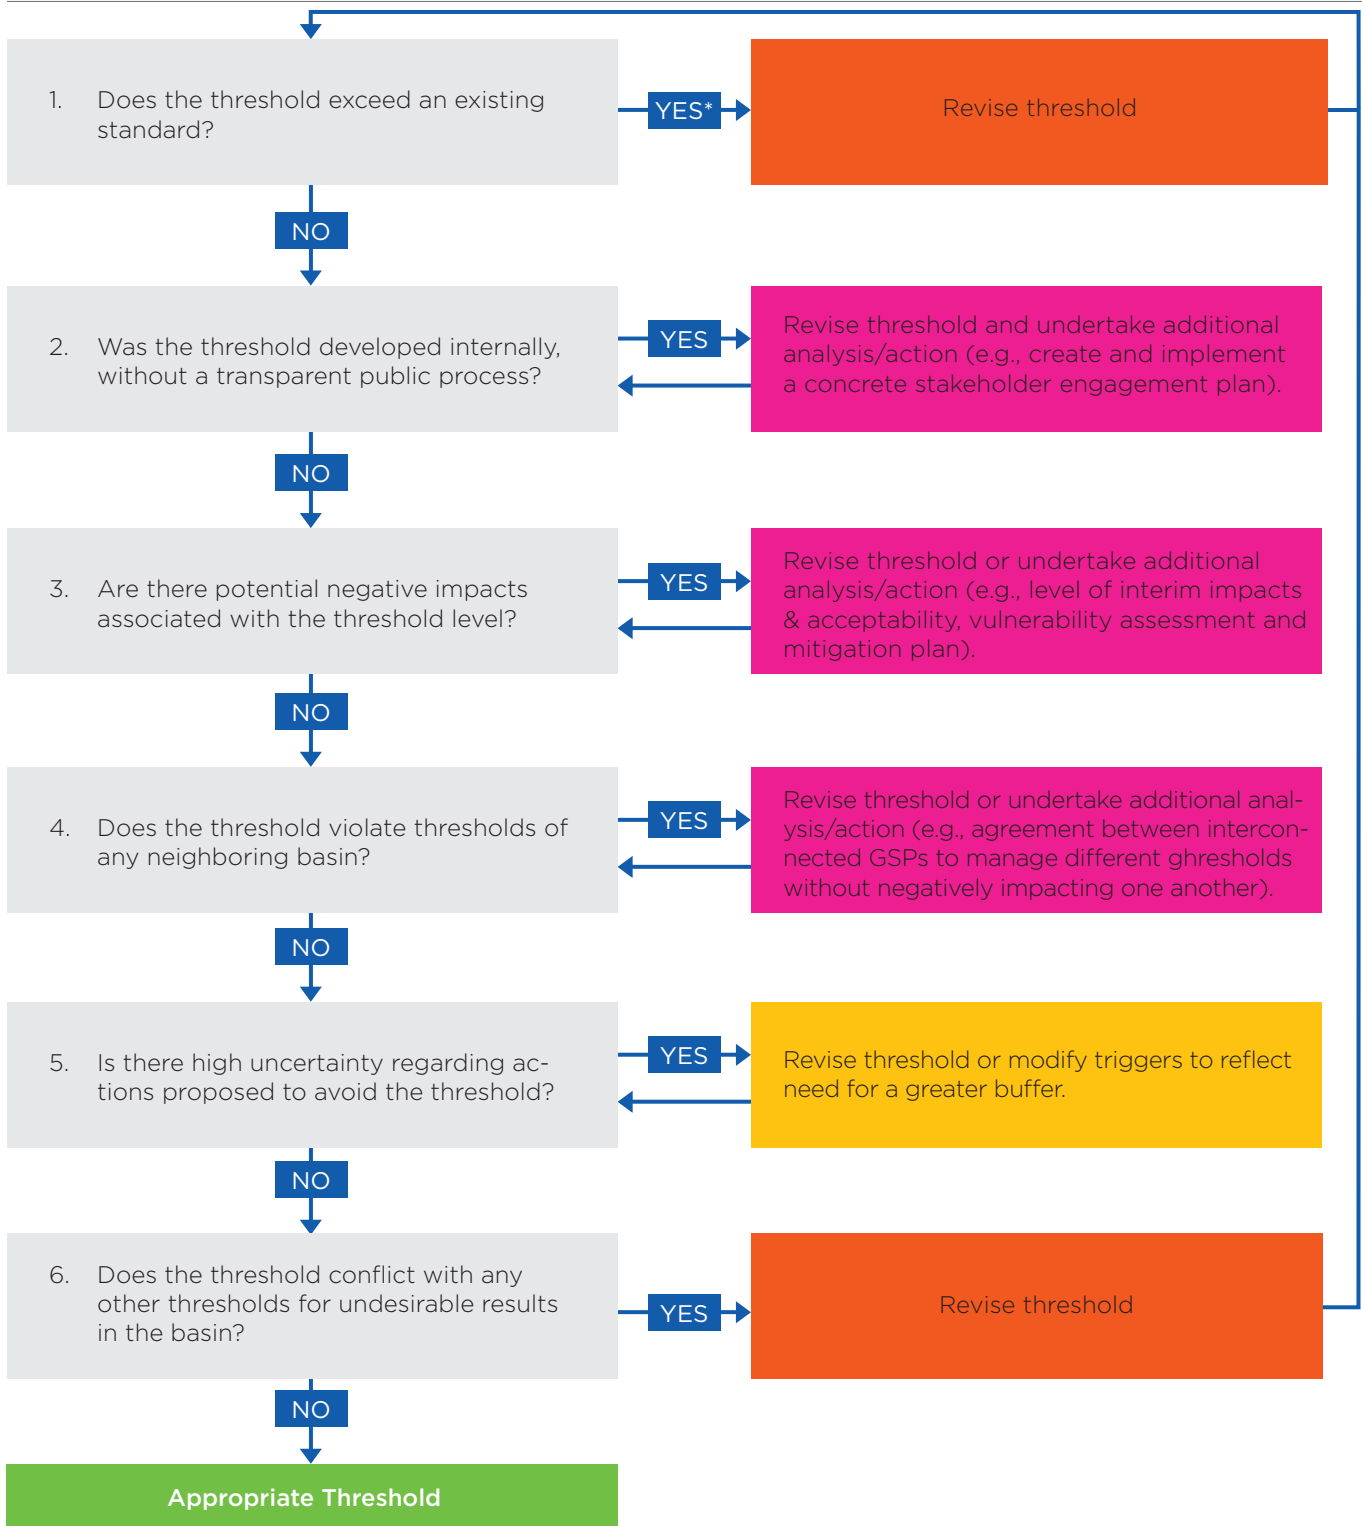 1. Does the threshold exceed an existing
standard?
YES*
Revise threshold
NO
2. Was the threshold developed internally,
without a transparent public process?
YES
Revise threshold and undertake additional
analysis/action (e.g., create and implement
a concrete stakeholder engagement plan).
NO
3. Are there potential negative impacts
associated with the threshold level?
YES
Revise threshold or undertake additional
analysis/action (e.g., level of interim impacts
& acceptability, vulnerability assessment and
mitigation plan).
NO
4. Does the threshold violate thresholds of
any neighboring basin?
YES
Revise threshold or undertake additional anal-
ysis/action (e.g., agreement between intercon-
nected GSPs to manage different ghresholds
without negatively impacting one another).
NO
5. Is there high uncertainty regarding ac-
tions proposed to avoid the threshold?
YES
Revise threshold or modify triggers to reflect
need for a greater buffer.
NO
6. Does the threshold conflict with any
other thresholds for undesirable results
in the basin?
YES
Revise threshold
NO
Appropriate Threshold